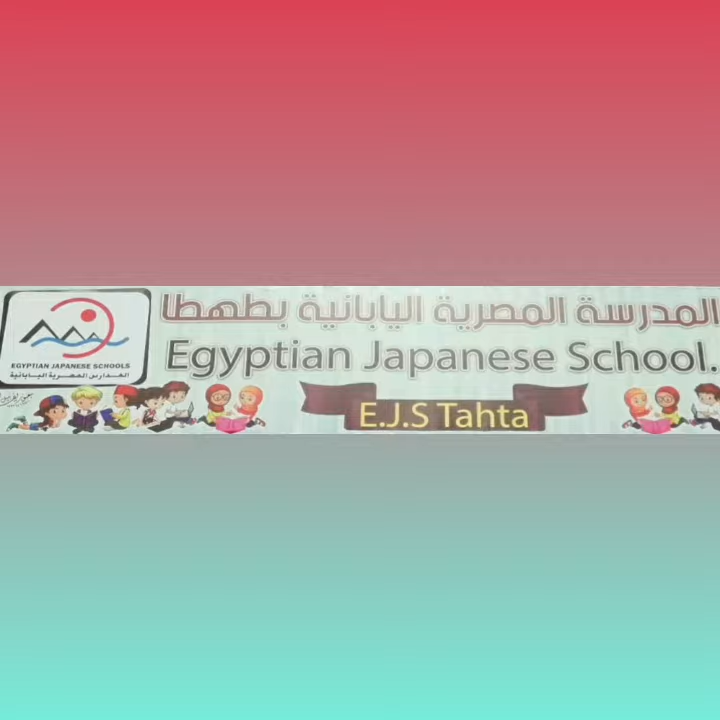 المدرسة المصرية اليابانية بطهطا
Egyptian Japanese School.
EGYPTIAN JAPANESE SCHOOLS
المدارس المصرية اليابانية
E.J.S Tahta